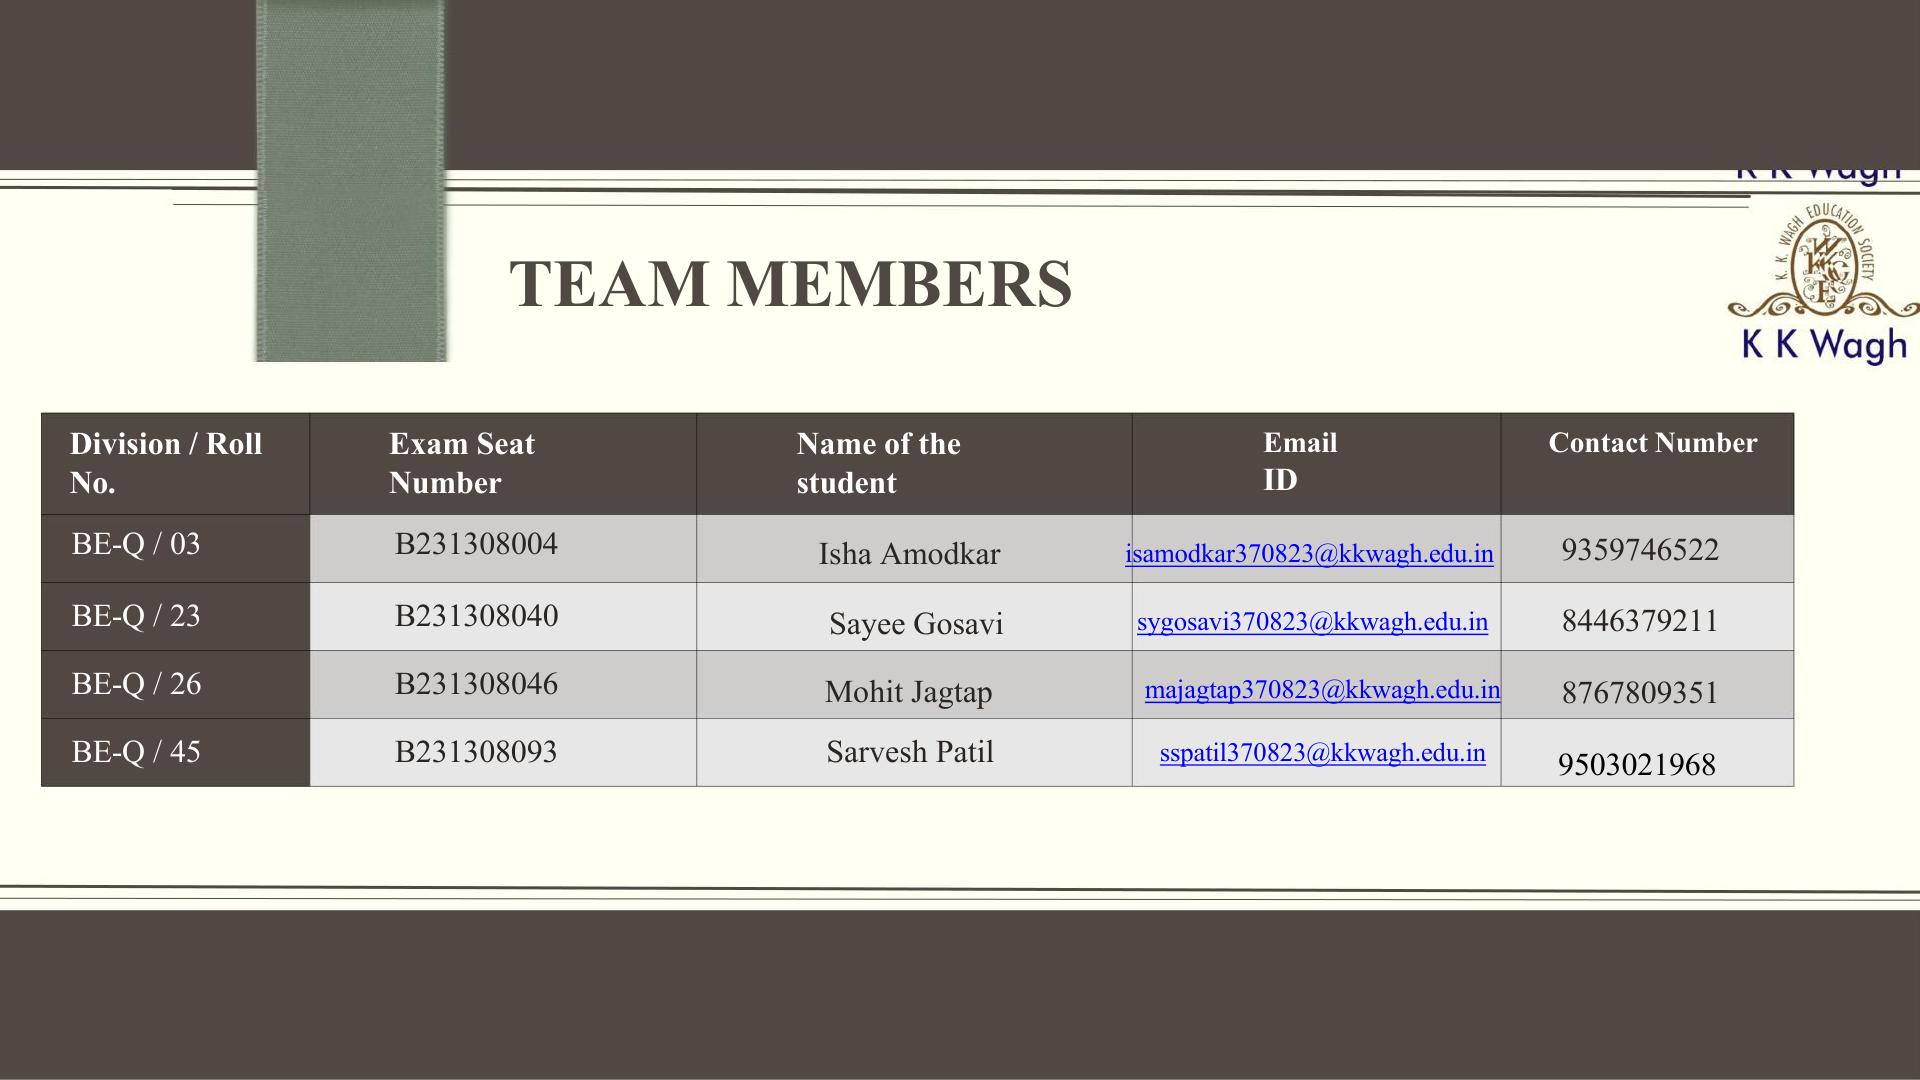 K K Wagh
K. K. WAGH EDUCATION SOCIETY
K K Wagh
TEAM MEMBERS
Division / Roll No. Exam Seat Number Name of the student Email ID Contact Number
BE-Q / 03 B231308004 Isha Amodkar isamodkar370823@kkwagh.edu.in 9359746522
BE-Q / 23 B231308040 Sayee Gosavi sygosavi370823@kkwagh.edu.in 8446379211
BE-Q / 26 B231308046 Mohit Jagtap majagtap370823@kkwagh.edu.in 8767809351
BE-Q / 45 B231308093 Sarvesh Patil sspatil370823@kkwagh.edu.in 9503021968